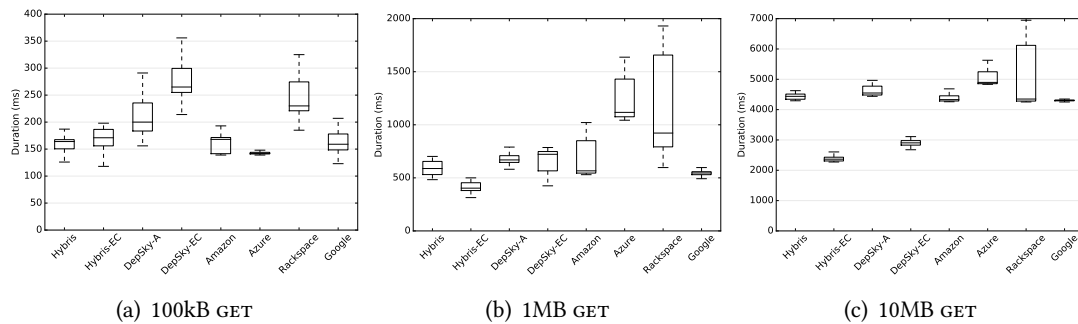 400
350
300
250
200
150
100
50
0
Duration (ms)
Hybris
Hybris-EC
DepSky-A
DepSky-EC
Amazon
Azure
Rackspace
Google
(a) 100kB GET
2000
1500
1000
500
0
Duration (ms)
Hybris
Hybris-EC
DepSky-A
DepSky-EC
Amazon
Azure
Rackspace
Google
(b) 1MB GET
7000
6000
5000
4000
3000
2000
1000
0
Duration (ms)
Hybris
Hybris-EC
DepSky-A
DepSky-EC
Amazon
Azure
Rackspace
Google
(c) 10MB GET